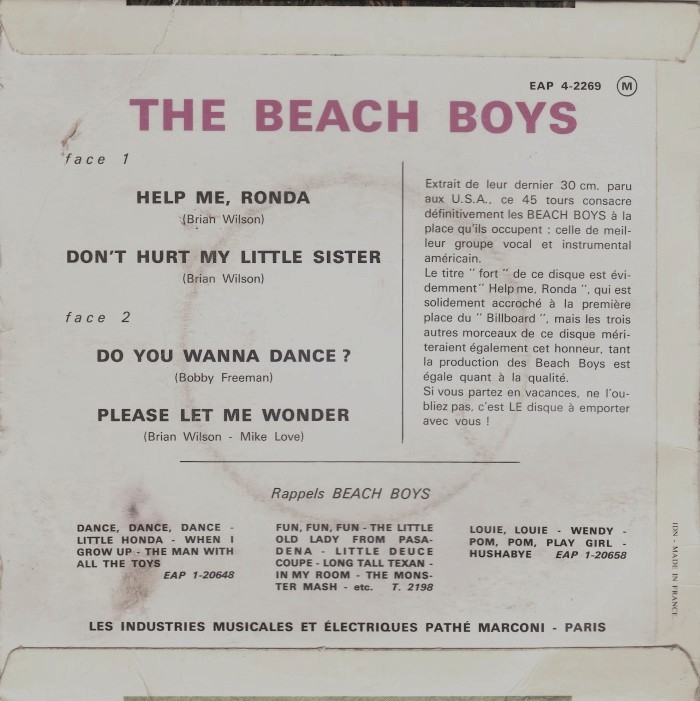 EAP 4-2269 M
THE BEACH BOYS
face 1
HELP ME, RONDA
(Brian Wilson)
DON'T HURT MY LITTLE SISTER
(Brian Wilson)
face 2
DO YOU WANNA DANCE ?
(Bobby Freeman)
PLEASE LET ME WONDER
(Brian Wilson - Mike Love)
Extrait de leur dernier 30 cm. paru
aux U.S.A., ce 45 tours consacre
définitivement les BEACH BOYS à la
place qu'ils occupent : celle de meil-
leur groupe vocal et instrumental
américain.
Le titre " fort " de ce disque est évi-
demment " Help me, Ronda ", qui est
solidement accroché à la première
place du " Billboard ", mais les trois
autres morceaux de ce disque méri-
teraient également cet honneur, tant
la production des Beach Boys est
égale quant à la qualité.
Si vous partez en vacances, ne l'ou-
bliez pas, c'est LE disque à emporter
avec vous !
Rappels BEACH BOYS
DANCE, DANCE, DANCE -
LITTLE HONDA - WHEN I
GROW UP - THE MAN WITH
ALL THE TOYS
EAP 1-20648
FUN, FUN, FUN - THE LITTLE
OLD LADY FROM PASA-
DENA - LITTLE DEUCE
COUPE - LONG TALL TEXAN -
IN MY ROOM - THE MONS-
TER MASH - etc. T. 2198
LOUIE, LOUIE - WENDY -
POM, POM, PLAY GIRL -
HUSHABYE EAP 1-20658
IDN - MADE IN FRANCE
LES INDUSTRIES MUSICALES ET ÉLECTRIQUES PATHÉ MARCONI - PARIS